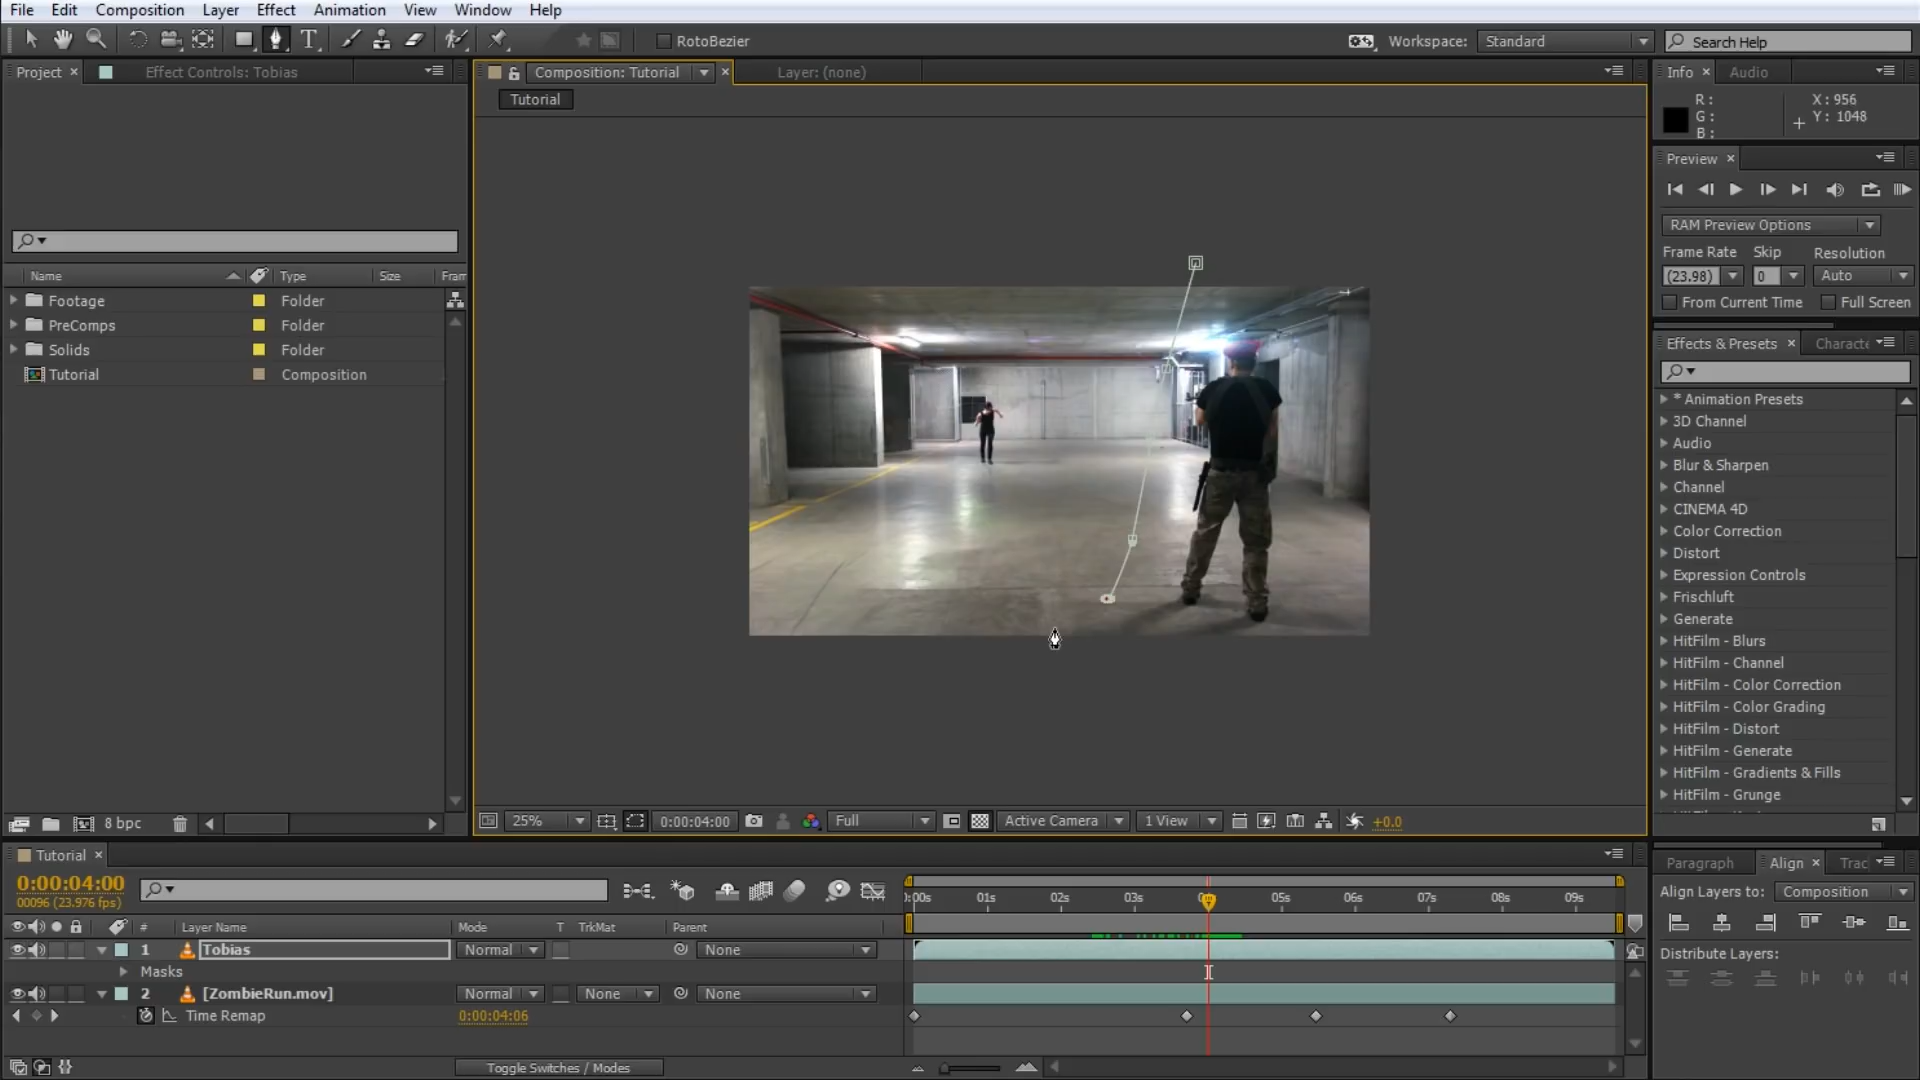 File Edit Composition Layer Effect Animation View Window Help
RotoBezier
Workspace: Standard
Search Help
Project × Effect Controls: Tobias
Composition: Tutorial × Layer: (none)
Tutorial
Info × Audio
R :
G :
B :
X : 956
Y : 1048
Preview ×
RAM Preview Options
Frame Rate Skip Resolution
(23.98) 0 Auto
From Current Time Full Screen
Name Type Size Fram
Footage Folder
PreComps Folder
Solids Folder
Tutorial Composition
Effects & Presets × Characte
* Animation Presets
3D Channel
Audio
Blur & Sharpen
Channel
CINEMA 4D
Color Correction
Distort
Expression Controls
Frischluft
Generate
HitFilm - Blurs
HitFilm - Channel
HitFilm - Color Correction
HitFilm - Color Grading
HitFilm - Distort
HitFilm - Generate
HitFilm - Gradients & Fills
HitFilm - Grunge
8 bpc
25% 0:00:04:00 Full Active Camera 1 View +0.0
Tutorial ×
0:00:04:00
00096 (23.976 fps)
0:00s 01s 02s 03s 05s 06s 07s 08s 09s
# Layer Name Mode T TrkMat Parent
1 Tobias Normal None
Masks
2 [ZombieRun.mov] Normal None None
Time Remap 0:00:04:06
Toggle Switches / Modes
Paragraph Align × Trac
Align Layers to: Composition
Distribute Layers: